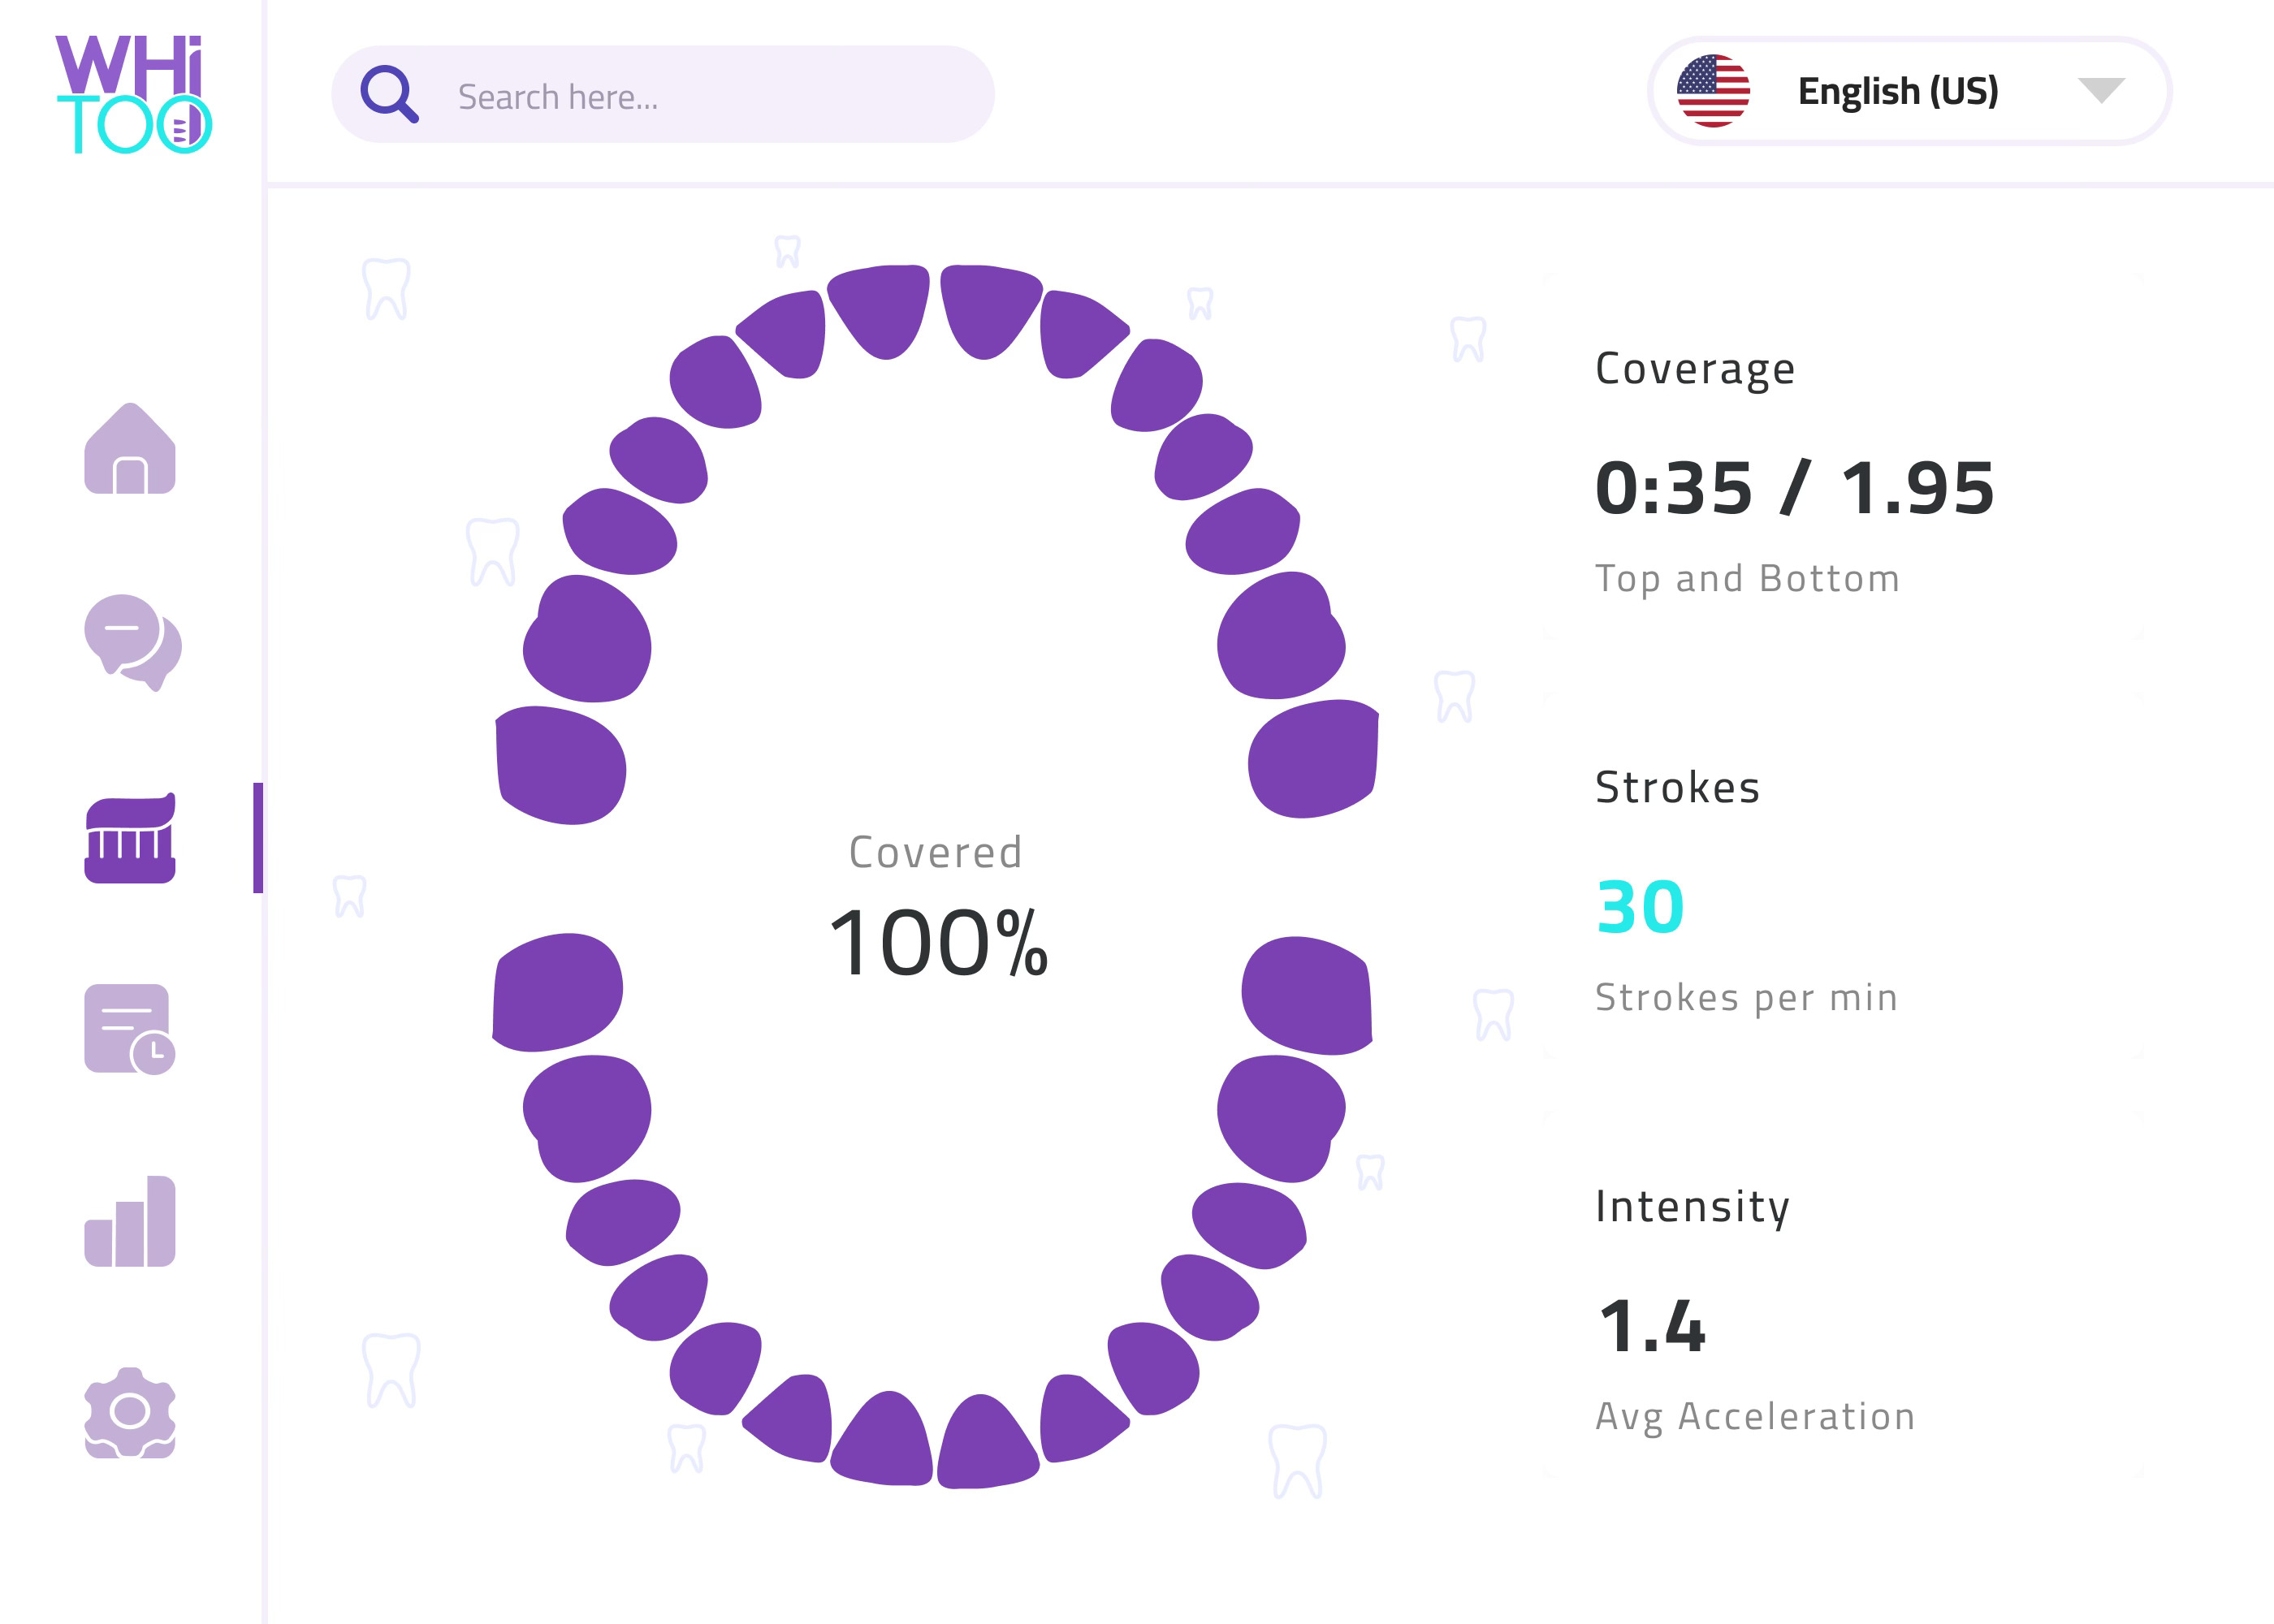 WHi
TOO
Search here...
English (US)
Coverage
0:35 / 1.95
Top and Bottom
Strokes
30
Strokes per min
Covered
100%
Intensity
1.4
Avg Acceleration